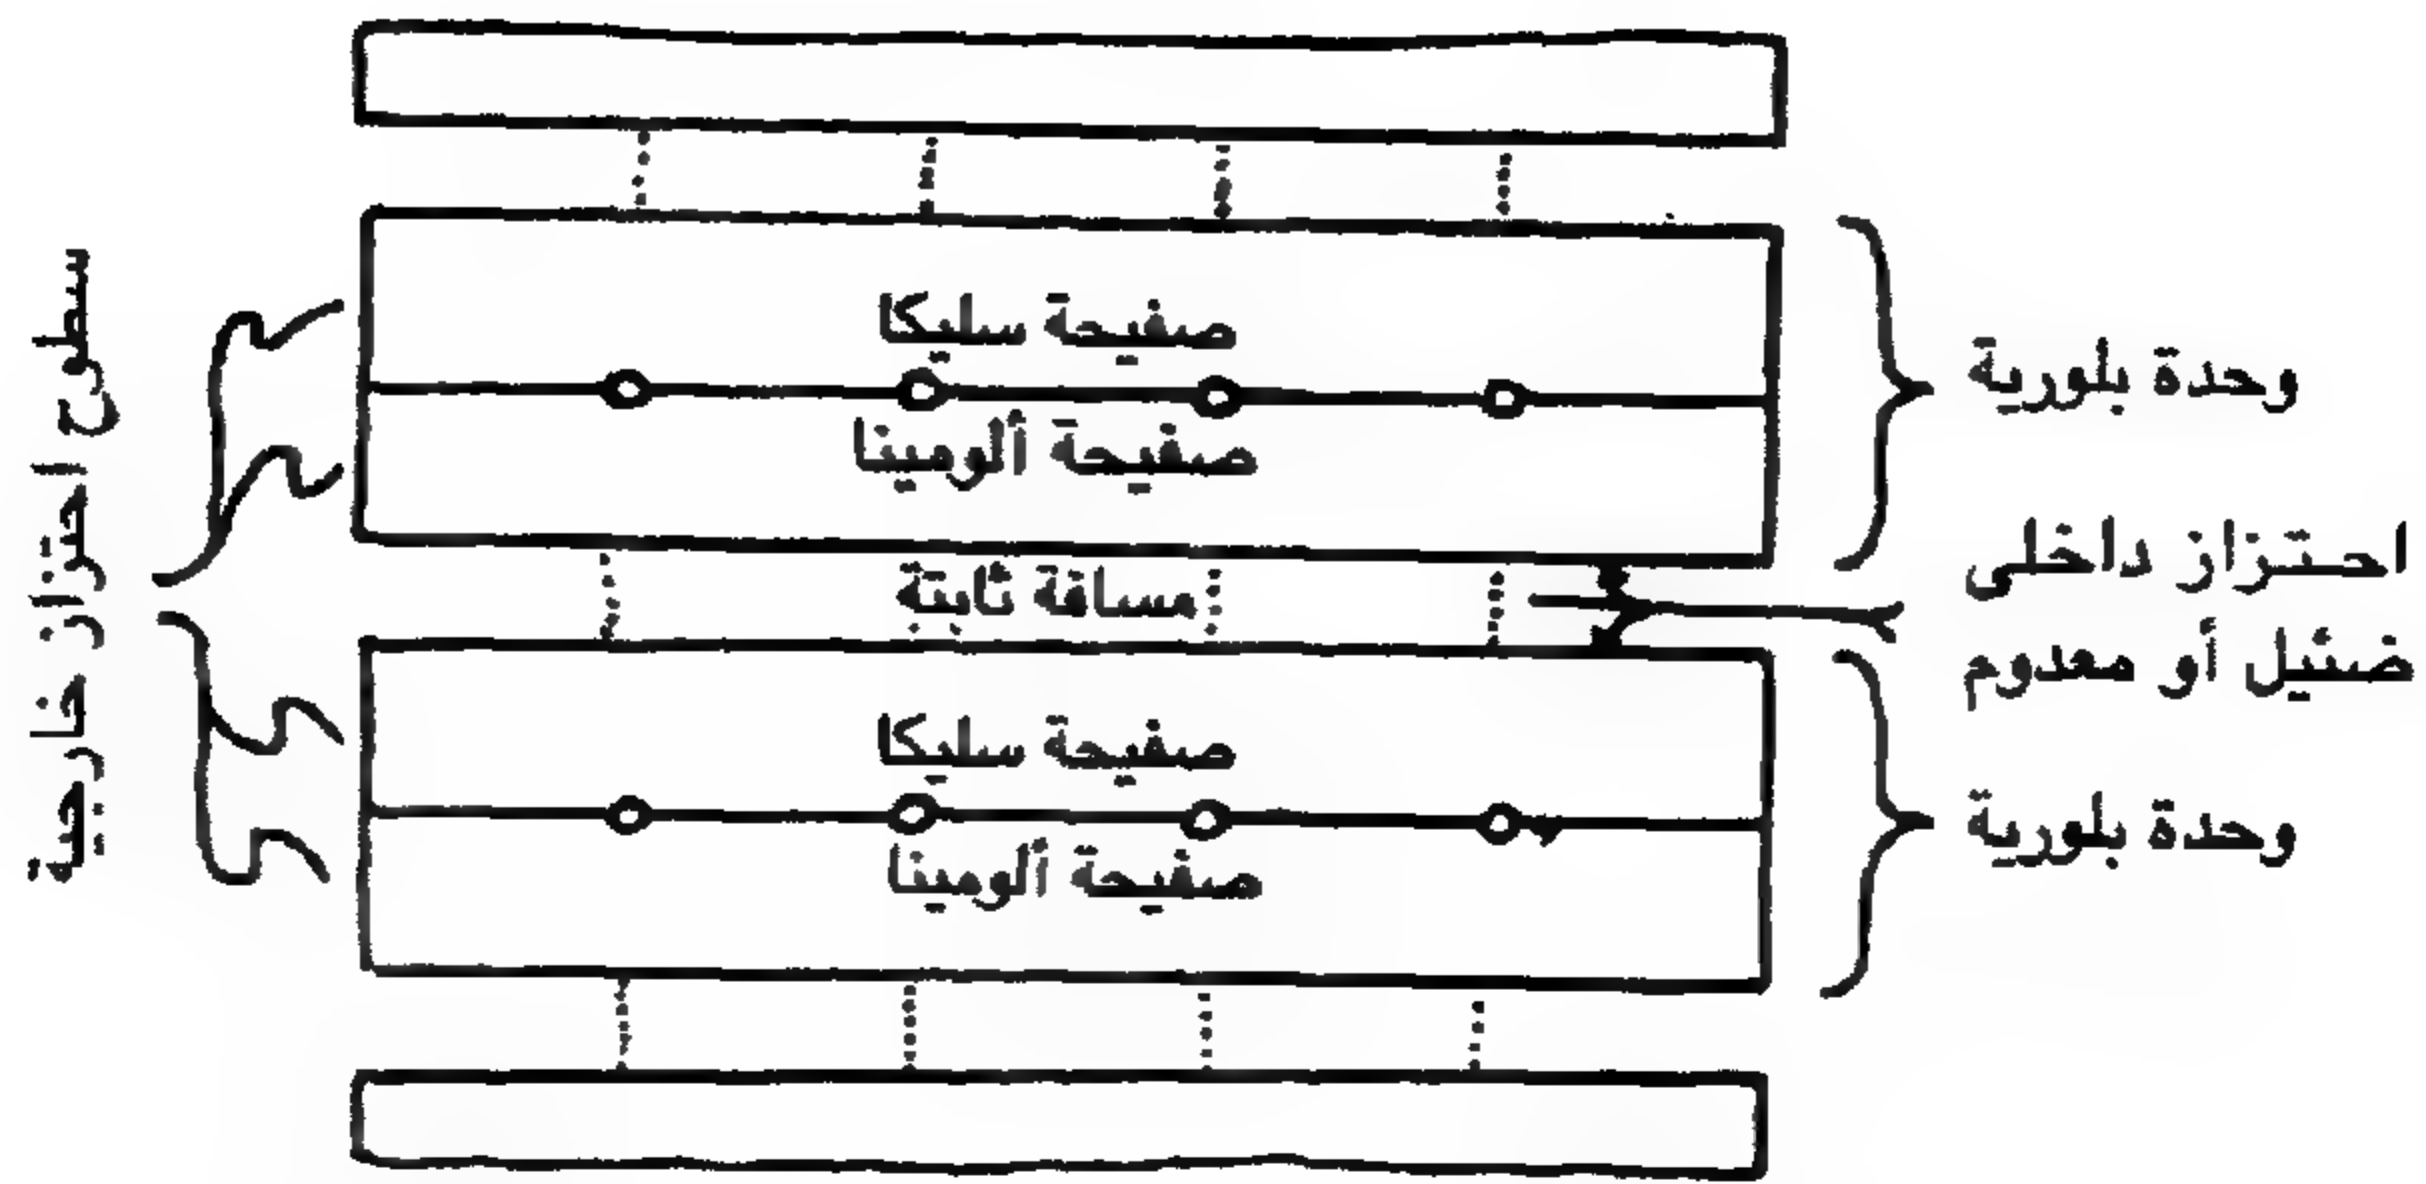 صفيحة سليكا
صفيحة ألومينا
وحدة بلورية
مسافة ثابتة
احتزاز داخلى
ضئيل أو معدوم
صفيحة سليكا
صفيحة ألومينا
وحدة بلورية
سطوح احتزاز خارجية